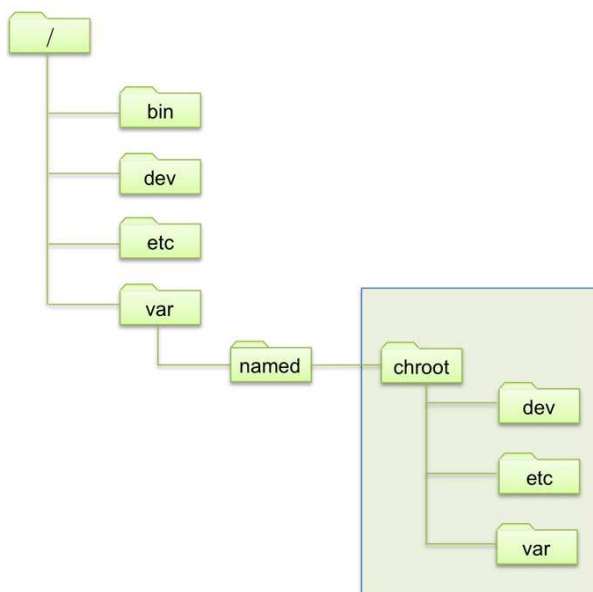 /
bin
dev
etc
var
named
chroot
dev
etc
var